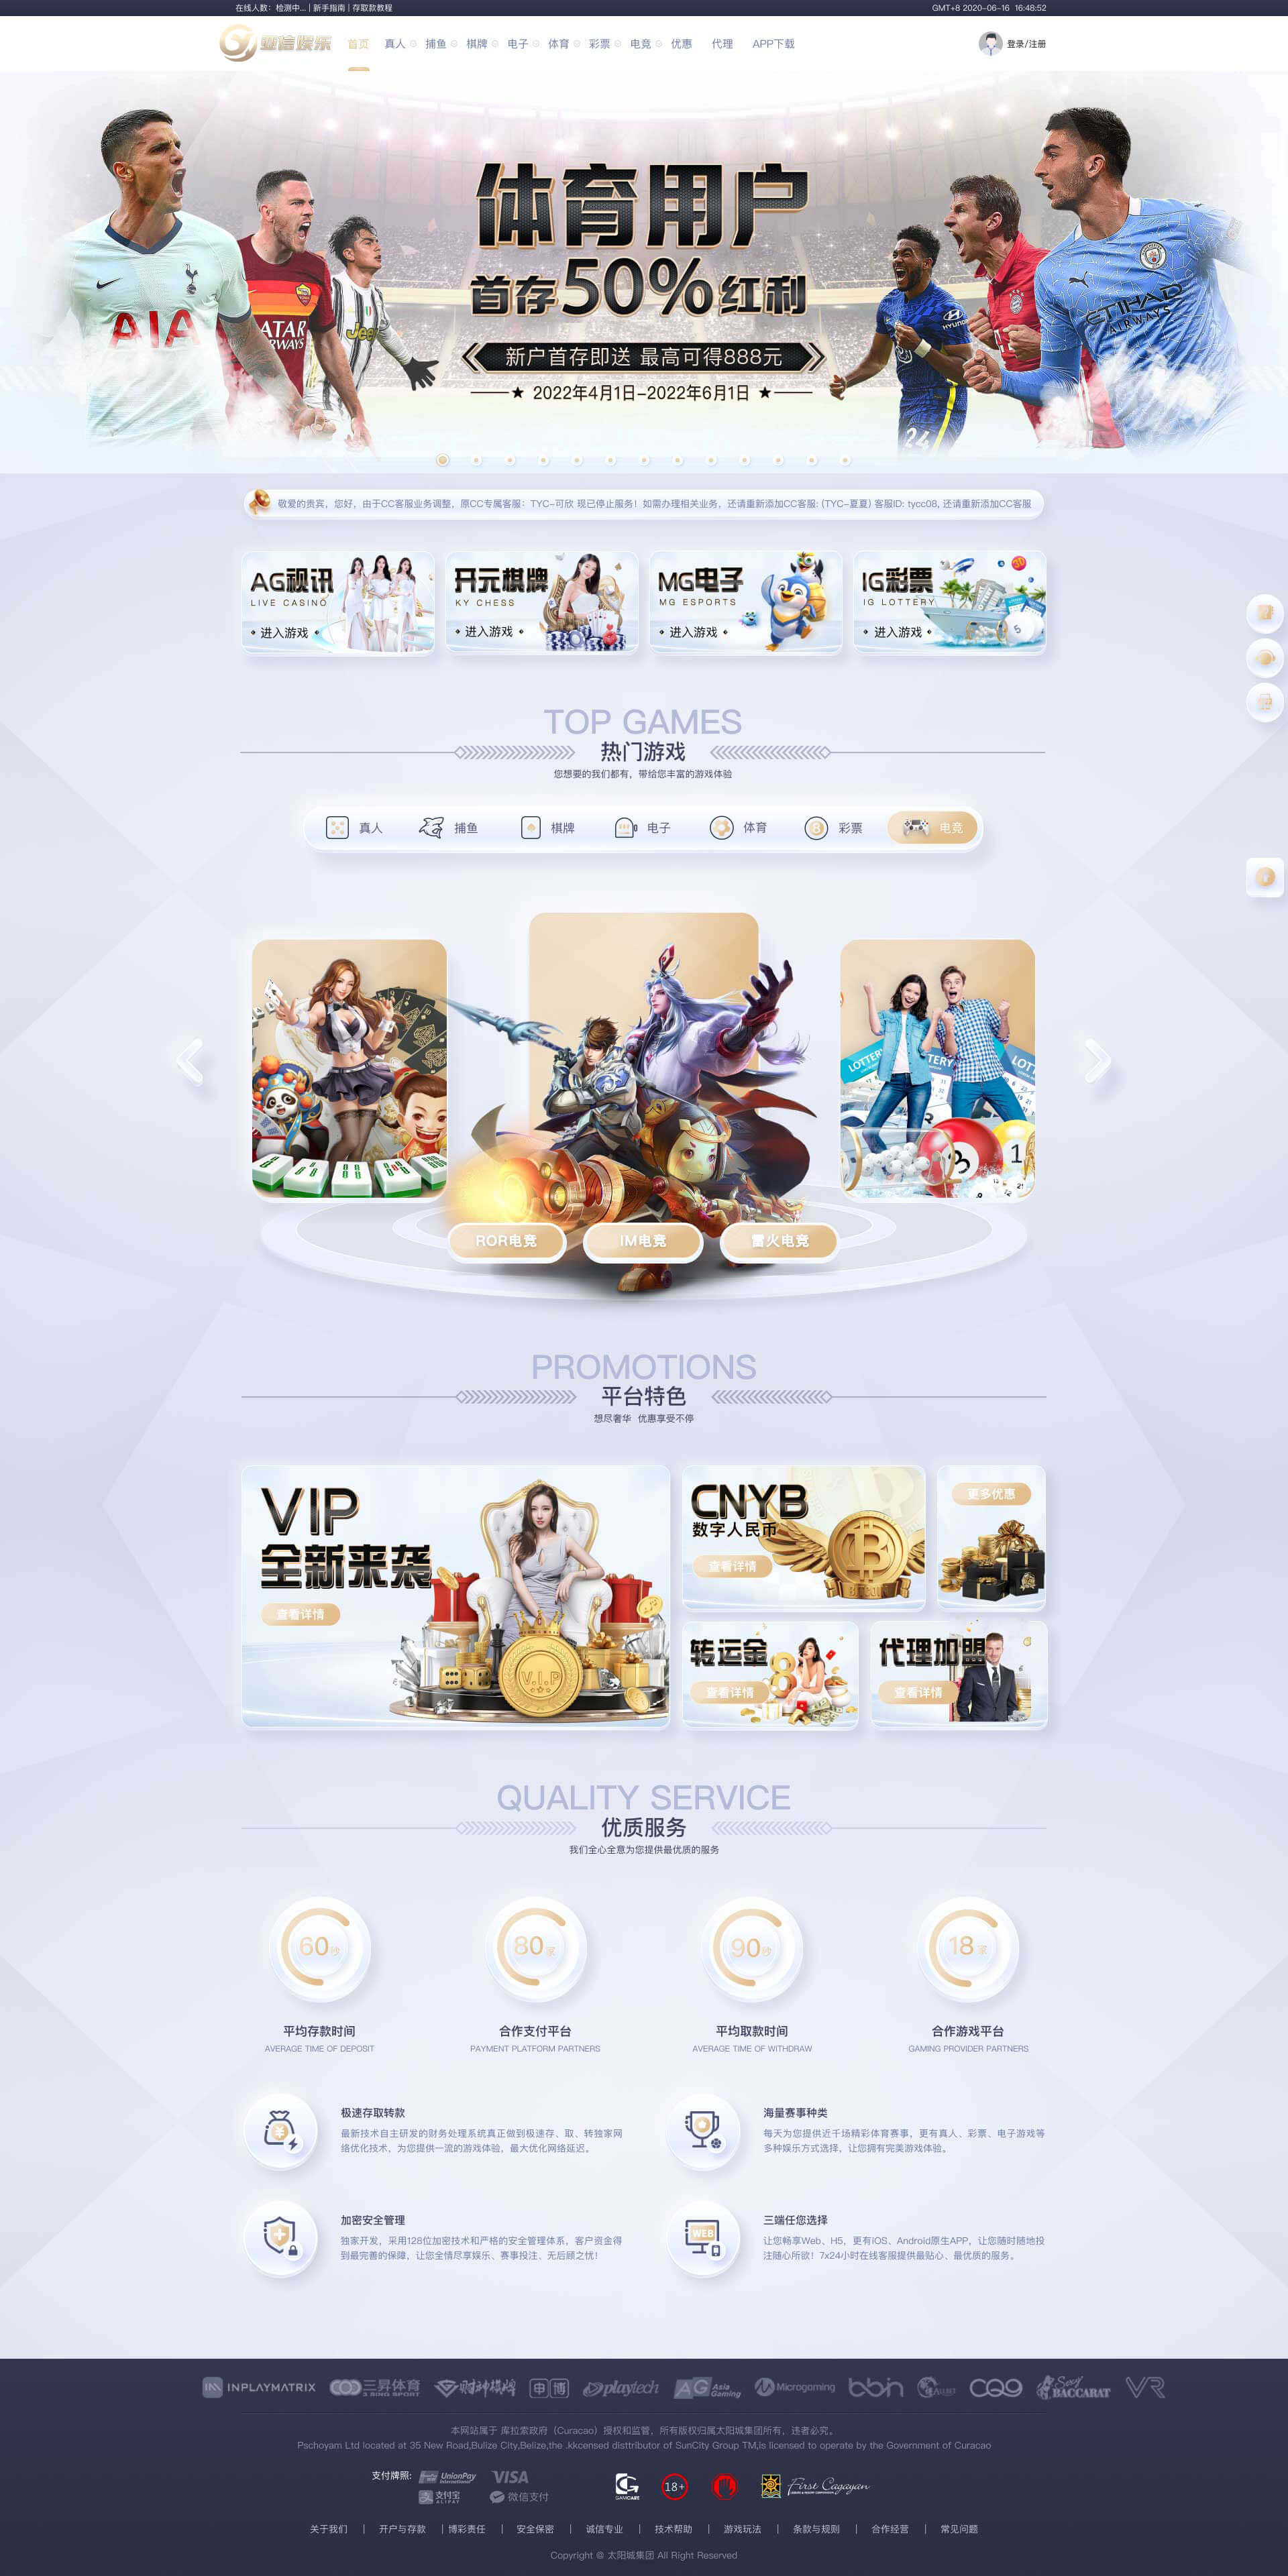 在线人数：检测中... | 新手指南 | 存取款教程
GMT+8 2020-06-16 16:48:52
亚信娱乐
首页 真人 捕鱼 棋牌 电子 体育 彩票 电竞 优惠 代理 APP下载
登录/注册
体育用户
首存50%红利
新户首存即送 最高可得888元
2022年4月1日-2022年6月1日
AIA
QATAR
AIRWAYS
Jeep
HYUNDAI
24
ETIHAD
AIRWAYS
敬爱的贵宾，您好，由于CC客服业务调整，原CC专属客服：TYC-可欣 现已停止服务！如需办理相关业务，还请重新添加CC客服: (TYC-夏夏) 客服ID: tycc08, 还请重新添加CC客服
AG视讯
LIVE CASINO
进入游戏
开元棋牌
KY CHESS
进入游戏
MG电子
MG ESPORTS
进入游戏
IG彩票
IG LOTTERY
进入游戏
TOP GAMES
热门游戏
您想要的我们都有，带给您丰富的游戏体验
真人 捕鱼 棋牌 电子 体育 彩票 电竞
ROR电竞
IM电竞
雷火电竞
PROMOTIONS
平台特色
想尽奢华 优惠享受不停
VIP
全新来袭
查看详情
V.I.P
CNYB
数字人民币
查看详情
BITCOIN
更多优惠
转运金
查看详情
代理加盟
查看详情
QUALITY SERVICE
优质服务
我们全心全意为您提供最优质的服务
60秒
80家
90秒
18家
平均存款时间
AVERAGE TIME OF DEPOSIT
合作支付平台
PAYMENT PLATFORM PARTNERS
平均取款时间
AVERAGE TIME OF WITHDRAW
合作游戏平台
GAMING PROVIDER PARTNERS
极速存取转款
最新技术自主研发的财务处理系统真正做到极速存、取、转独家网
络优化技术，为您提供一流的游戏体验，最大优化网络延迟。
海量赛事种类
每天为您提供近千场精彩体育赛事，更有真人、彩票、电子游戏等
多种娱乐方式选择，让您拥有完美游戏体验。
加密安全管理
独家开发，采用128位加密技术和严格的安全管理体系，客户资金得
到最完善的保障，让您全情尽享娱乐、赛事投注、无后顾之忧！
WEB
三端任您选择
让您畅享Web、H5，更有iOS、Android原生APP，让您随时随地投
注随心所欲！7x24小时在线客服提供最贴心、最优质的服务。
INPLAYMATRIX
三昇体育
3 SING SPORT
财神棋牌
申博
playtech
AG Asia Gaming
Microgaming
bbin
CQ9
Sexy BACCARAT
VR
本网站属于 库拉索政府（Curacao）授权和监管，所有版权归属太阳城集团所有，违者必究。
Pschoyam Ltd located at 35 New Road,Bulize City,Belize,the .kkcensed disttributor of SunCity Group TM,is licensed to operate by the Government of Curacao
支付牌照:
UnionPay
International
VISA
支付宝
ALIPAY
微信支付
GAMCARE
18+
First Cagayan
关于我们 | 开户与存款 | 博彩责任 | 安全保密 | 诚信专业 | 技术帮助 | 游戏玩法 | 条款与规则 | 合作经营 | 常见问题
Copyright @ 太阳城集团 All Right Reserved